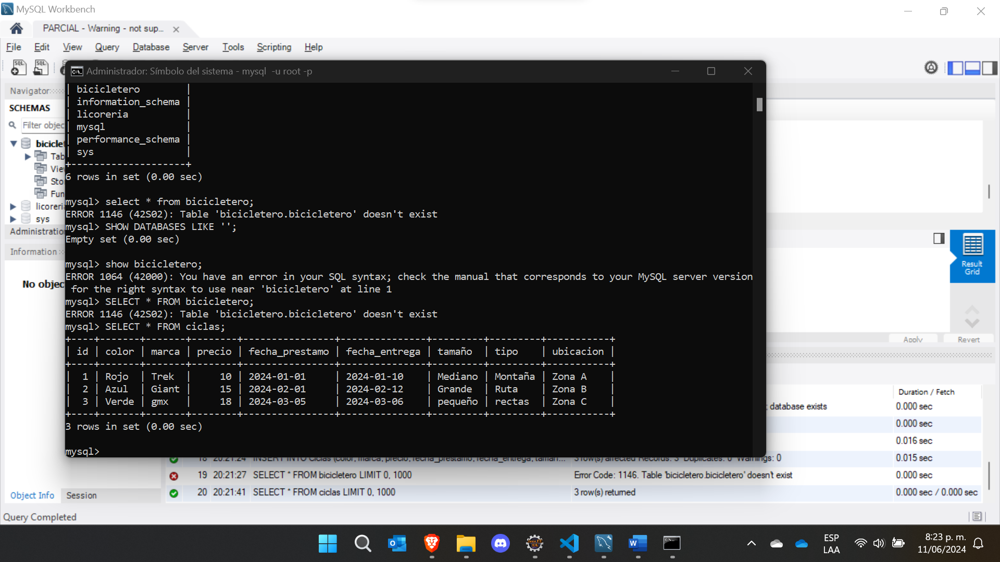 MySQL Workbench
PARCIAL - Warning - not sup...
File Edit View Query Database Server Tools Scripting Help
SQL SQL
Administrador: Símbolo del sistema - mysql -u root -p
Navigator
SCHEMAS
Filter objec
biciclet
Tab
Vie
Sto
Fun
licoreri
sys
Administration
Information
No objec
| bicicletero |
| information_schema |
| licoreria |
| mysql |
| performance_schema |
| sys |
+--------------------+
6 rows in set (0.00 sec)
mysql> select * from bicicletero;
ERROR 1146 (42S02): Table 'bicicletero.bicicletero' doesn't exist
mysql> SHOW DATABASES LIKE '';
Empty set (0.00 sec)
mysql> show bicicletero;
ERROR 1064 (42000): You have an error in your SQL syntax; check the manual that corresponds to your MySQL server version
for the right syntax to use near 'bicicletero' at line 1
mysql> SELECT * FROM bicicletero;
ERROR 1146 (42S02): Table 'bicicletero.bicicletero' doesn't exist
mysql> SELECT * FROM ciclas;
+----+-------+-------+--------+----------------+---------------+---------+---------+-----------+
| id | color | marca | precio | fecha_prestamo | fecha_entrega | tamaño | tipo | ubicacion |
+----+-------+-------+--------+----------------+---------------+---------+---------+-----------+
| 1 | Rojo | Trek | 10 | 2024-01-01 | 2024-01-10 | Mediano | Montaña | Zona A |
| 2 | Azul | Giant | 15 | 2024-02-01 | 2024-02-12 | Grande | Ruta | Zona B |
| 3 | Verde | gmx | 18 | 2024-03-05 | 2024-03-06 | pequeño | rectas | Zona C |
+----+-------+-------+--------+----------------+---------------+---------+---------+-----------+
3 rows in set (0.00 sec)
mysql>
Result
Grid
Apply Revert
Duration / Fetch
; database exists 0.000 sec
0.000 sec
0.016 sec
18 20:21:24 INSERT INTO Ciclas (color, marca, precio, fecha_prestamo, fecha_entrega, taman... 3 row(s) affected Records: 3 Duplicates: 0 Warnings: 0 0.015 sec
19 20:21:27 SELECT * FROM bicicletero LIMIT 0, 1000 Error Code: 1146. Table 'bicicletero.bicicletero' doesn't exist 0.000 sec
20 20:21:41 SELECT * FROM ciclas LIMIT 0, 1000 3 row(s) returned 0.000 sec / 0.000 sec
Object Info Session
Query Completed
ESP
LAA
8:23 p. m.
11/06/2024